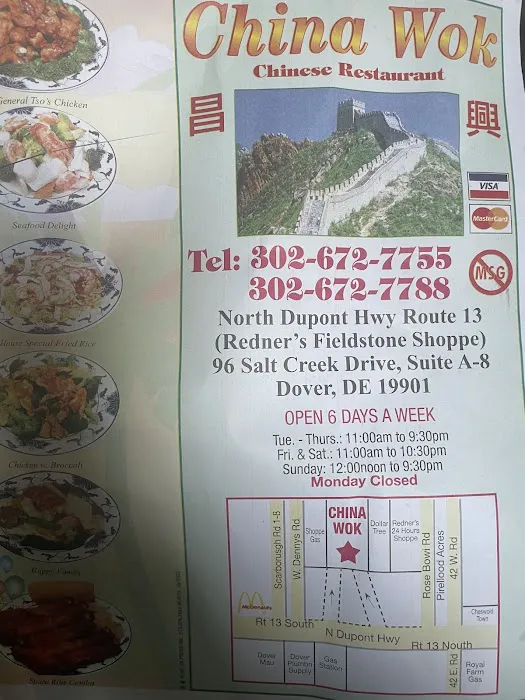 China Wok
Chinese Restaurant
昌
興
VISA
MasterCard
MSG
Tel: 302-672-7755
302-672-7788
North Dupont Hwy Route 13
(Redner's Fieldstone Shoppe)
96 Salt Creek Drive, Suite A-8
Dover, DE 19901
OPEN 6 DAYS A WEEK
Tue. - Thurs.: 11:00am to 9:30pm
Fri. & Sat.: 11:00am to 10:30pm
Sunday: 12:00noon to 9:30pm
Monday Closed
General Tso's Chicken
Seafood Delight
House Special Fried Rice
Chicken w. Broccoli
Happy Family
Spare Ribs Combo
Scarborusgh Rd 1-8
W. Dennys Rd
Shoppe
Gas
CHINA
WOK
Dollar
Tree
Redner's
24 Hours
Shoppe
Rose Bowl Rd
Pirellood Acres
42 W. Rd
Cheswold
Town
McDonalds
Rt 13 South
N Dupont Hwy
Rt 13 North
Dover
Mall
Dover
Plumbn
Supply
Gas
Station
42 E. Rd
Royal
Farm
Gas